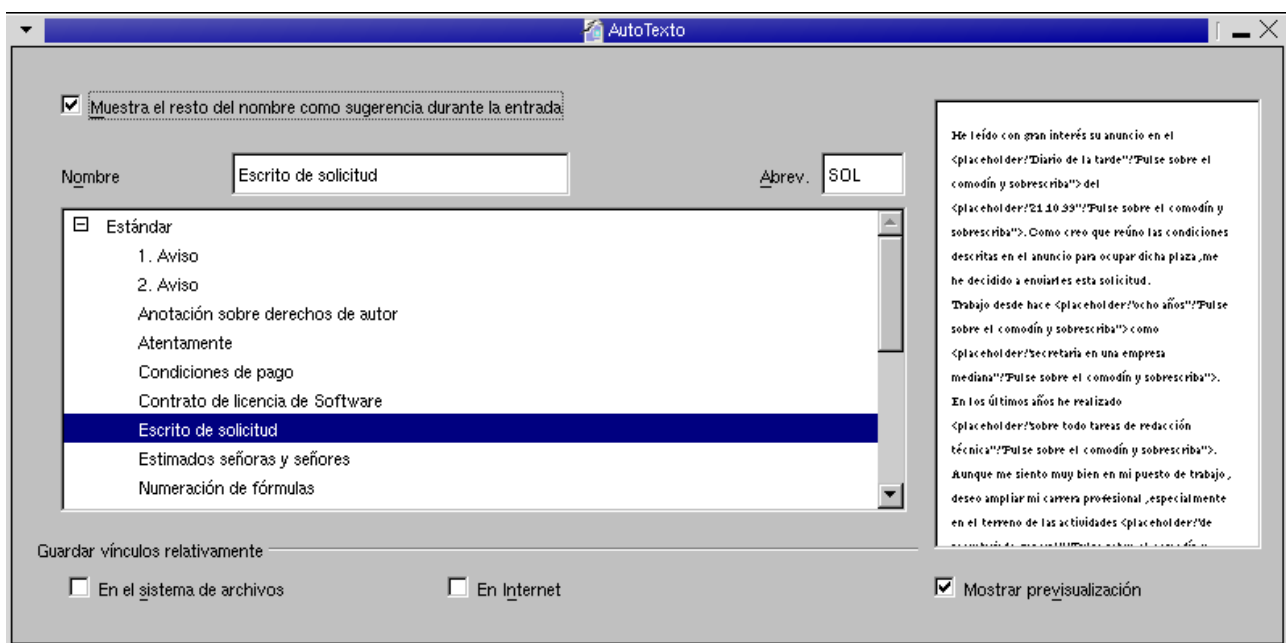 AutoTexto
Muestra el resto del nombre como sugerencia durante la entrada
Nombre
Escrito de solicitud
Abrev.
SOL
Estándar
1. Aviso
2. Aviso
Anotación sobre derechos de autor
Atentamente
Condiciones de pago
Contrato de licencia de Software
Escrito de solicitud
Estimados señoras y señores
Numeración de fórmulas
He leído con gran interés su anuncio en el
<placeholder?"Diario de la tarde"?"Pulse sobre el
comodín y sobrescriba"> del
<placeholder?"21.10.99"?"Pulse sobre el comodín y
sobrescriba">. Como creo que reúno las condiciones
descritas en el anuncio para ocupar dicha plaza, me
he decidido a enviarles esta solicitud.
Trabajo desde hace <placeholder?"ocho años"?"Pulse
sobre el comodín y sobrescriba"> como
<placeholder?"secretaria en una empresa
mediana"?"Pulse sobre el comodín y sobrescriba">.
En los últimos años he realizado
<placeholder?"sobre todo tareas de redacción
técnica"?"Pulse sobre el comodín y sobrescriba">.
Aunque me siento muy bien en mi puesto de trabajo,
deseo ampliar mi carrera profesional, especialmente
en el terreno de las actividades <placeholder?"de
Guardar vínculos relativamente
En el sistema de archivos
En Internet
Mostrar previsualización